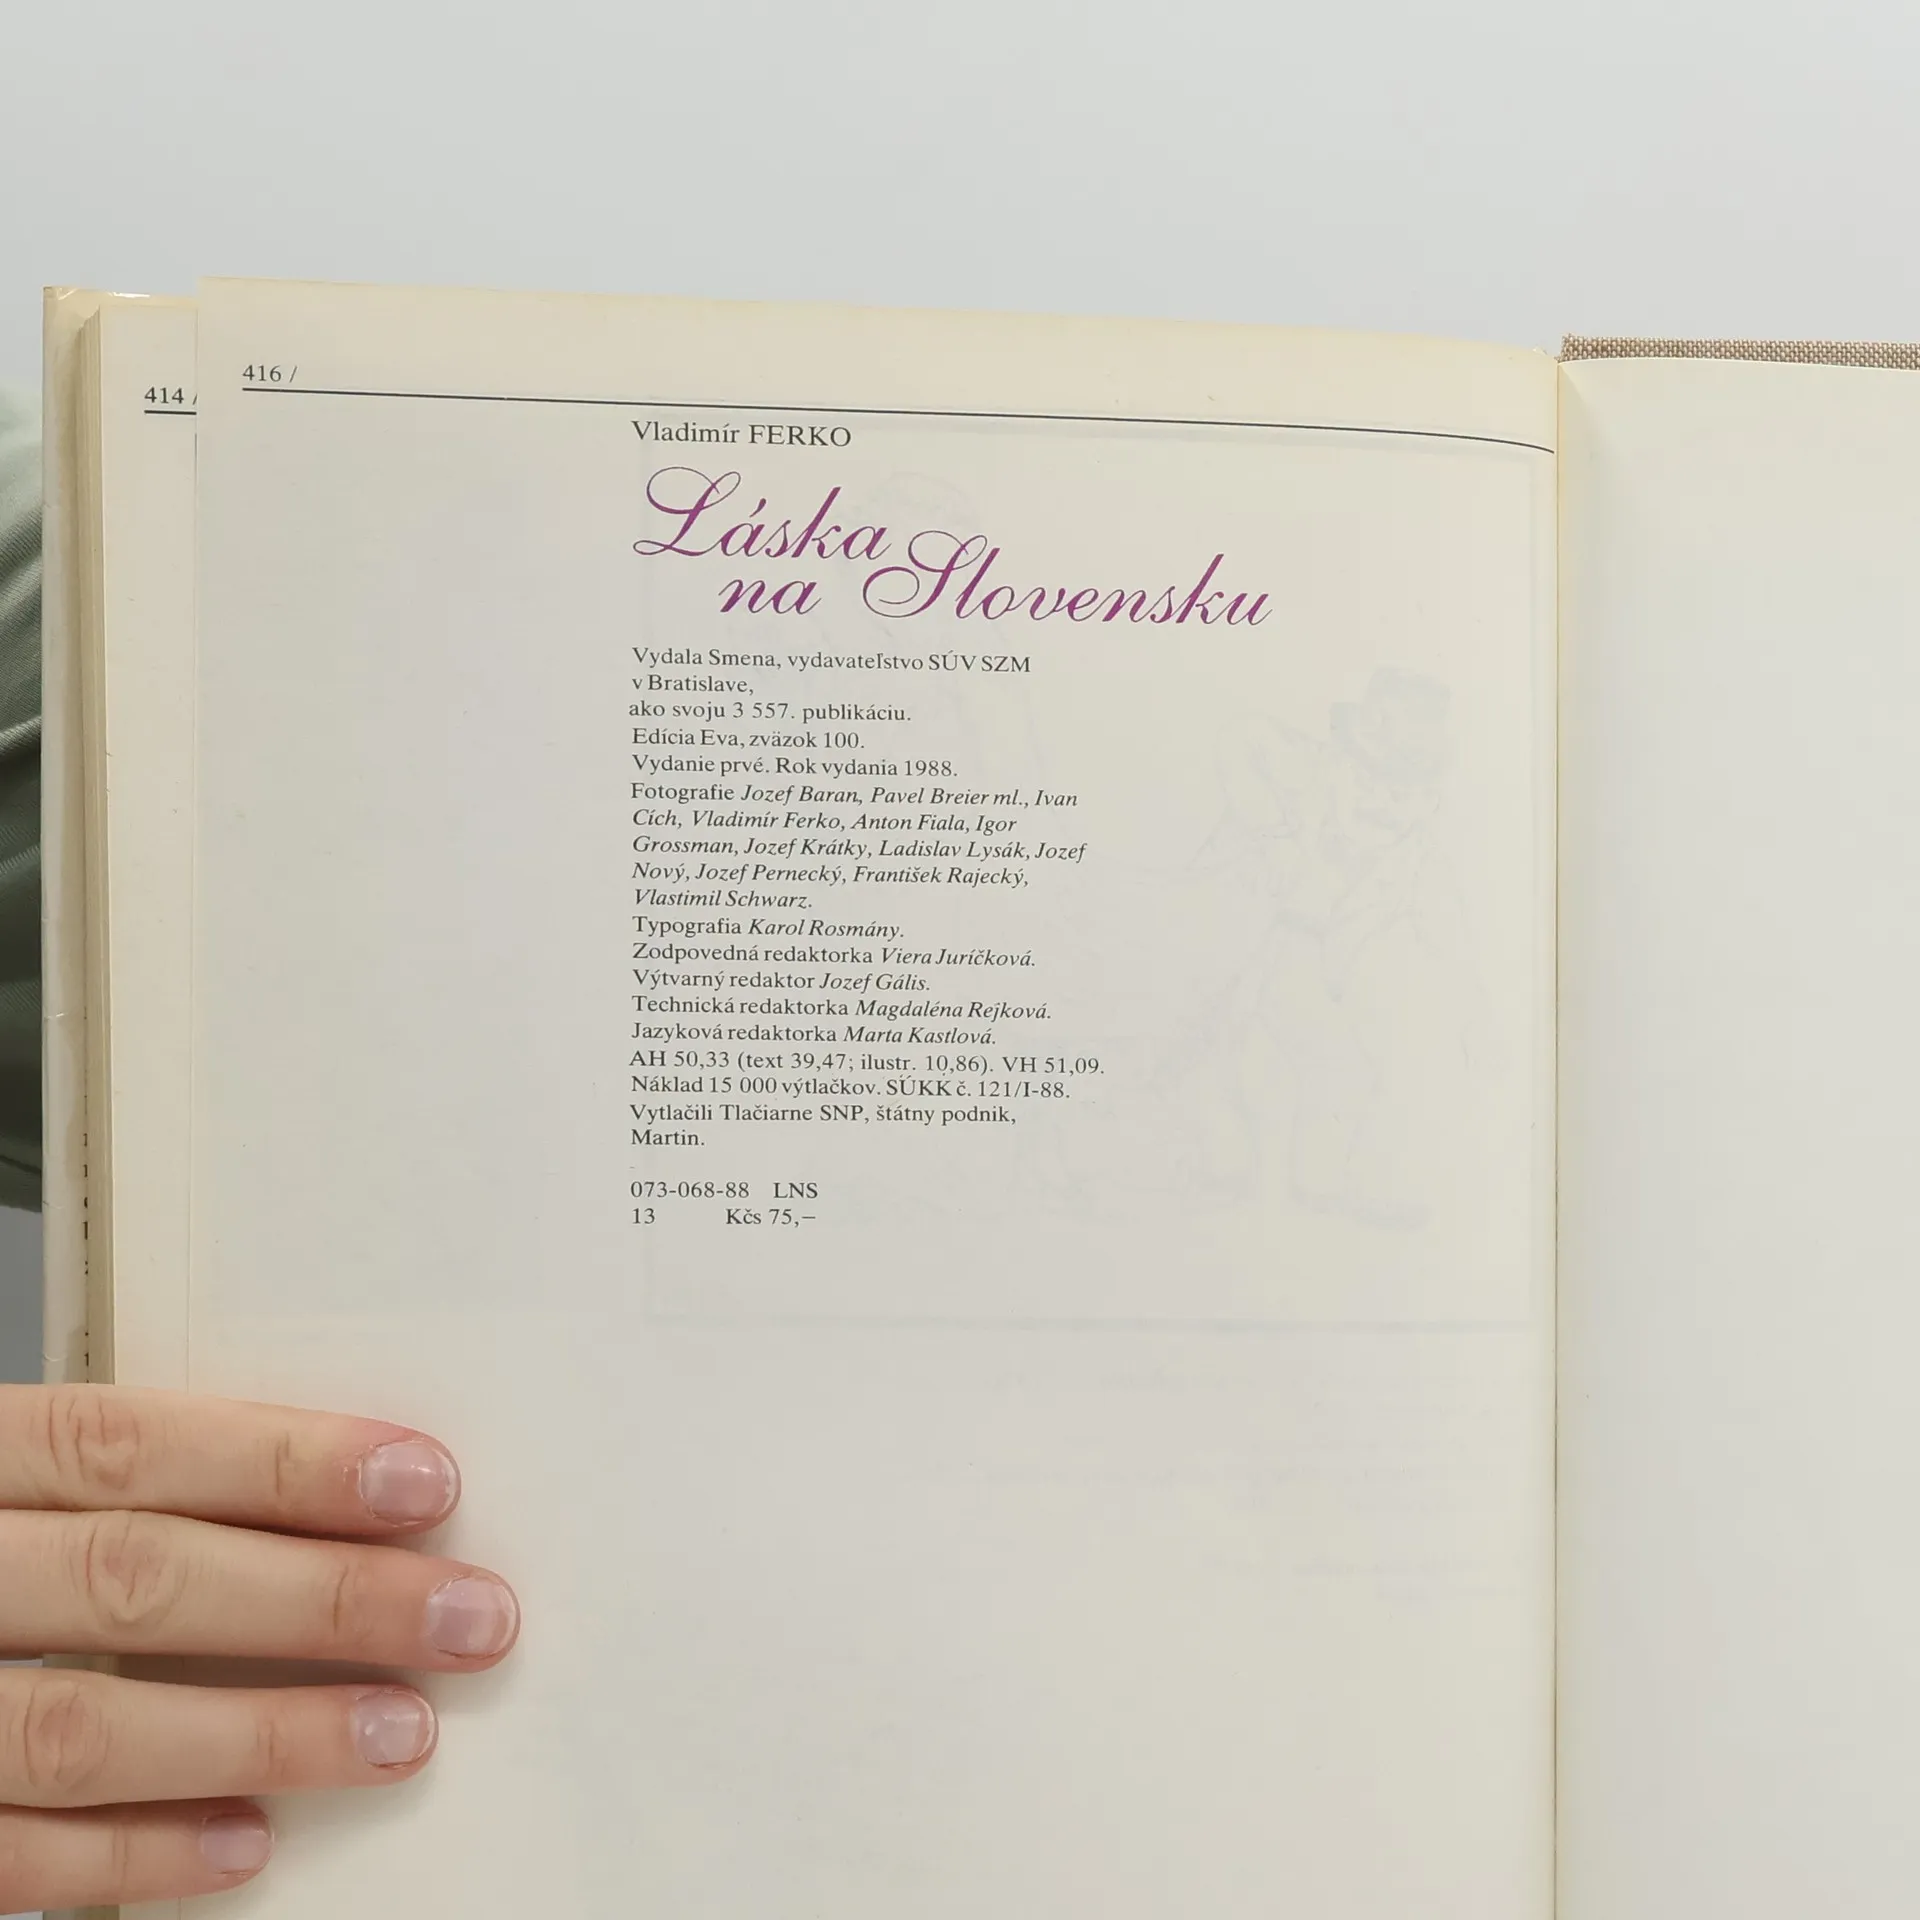 414 /
416 /
Vladimír FERKO
Láska
na Slovensku
Vydala Smena, vydavateľstvo SÚV SZM
v Bratislave,
ako svoju 3 557. publikáciu.
Edícia Eva, zväzok 100.
Vydanie prvé. Rok vydania 1988.
Fotografie Jozef Baran, Pavel Breier ml., Ivan
Cích, Vladimír Ferko, Anton Fiala, Igor
Grossman, Jozef Krátky, Ladislav Lysák, Jozef
Nový, Jozef Pernecký, František Rajecký,
Vlastimil Schwarz.
Typografia Karol Rosmány.
Zodpovedná redaktorka Viera Juríčková.
Výtvarný redaktor Jozef Gális.
Technická redaktorka Magdaléna Rejková.
Jazyková redaktorka Marta Kastlová.
AH 50,33 (text 39,47; ilustr. 10,86). VH 51,09.
Náklad 15 000 výtlačkov. SÚKK č. 121/I-88.
Vytlačili Tlačiarne SNP, štátny podnik,
Martin.
073-068-88 LNS
13 Kčs 75,–